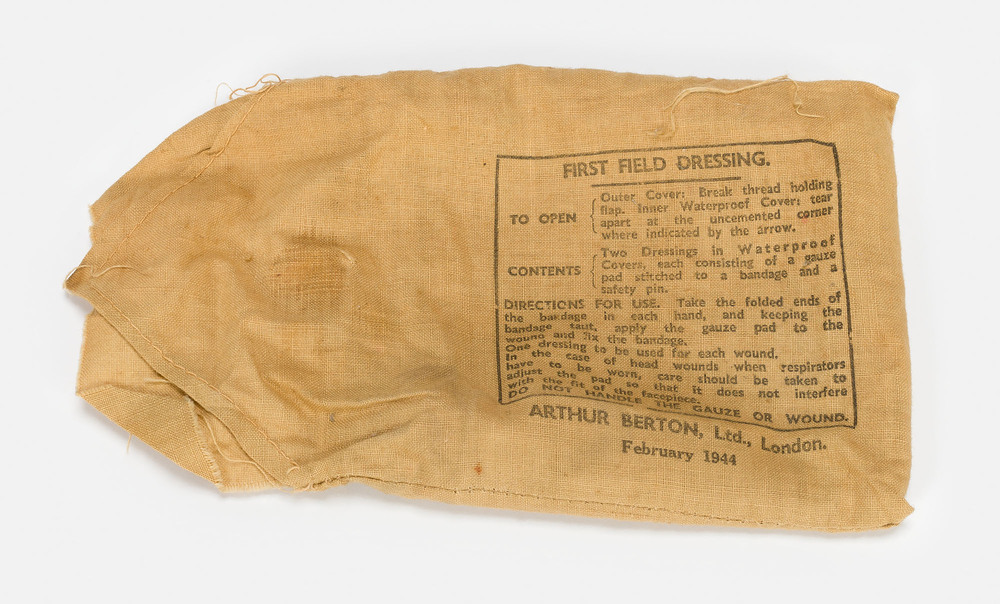 FIRST FIELD DRESSING.
TO OPEN
Outer Cover: Break thread holding
flap. Inner Waterproof Cover: tear
apart at the uncemented corner
where indicated by the arrow.
CONTENTS
Two Dressings in Waterproof
Covers, each consisting of a gauze
pad stitched to a bandage and a
safety pin.
DIRECTIONS FOR USE. Take the folded ends of
the bandage in each hand, and keeping the
bandage taut, apply the gauze pad to the
wound and fix the bandage.
One dressing to be used for each wound.
In the case of head wounds when respirators
have to be worn, care should be taken to
adjust the pad so that it does not interfere
with the fit of the facepiece.
DO NOT HANDLE THE GAUZE OR WOUND.
ARTHUR BERTON, Ltd., London.
February 1944